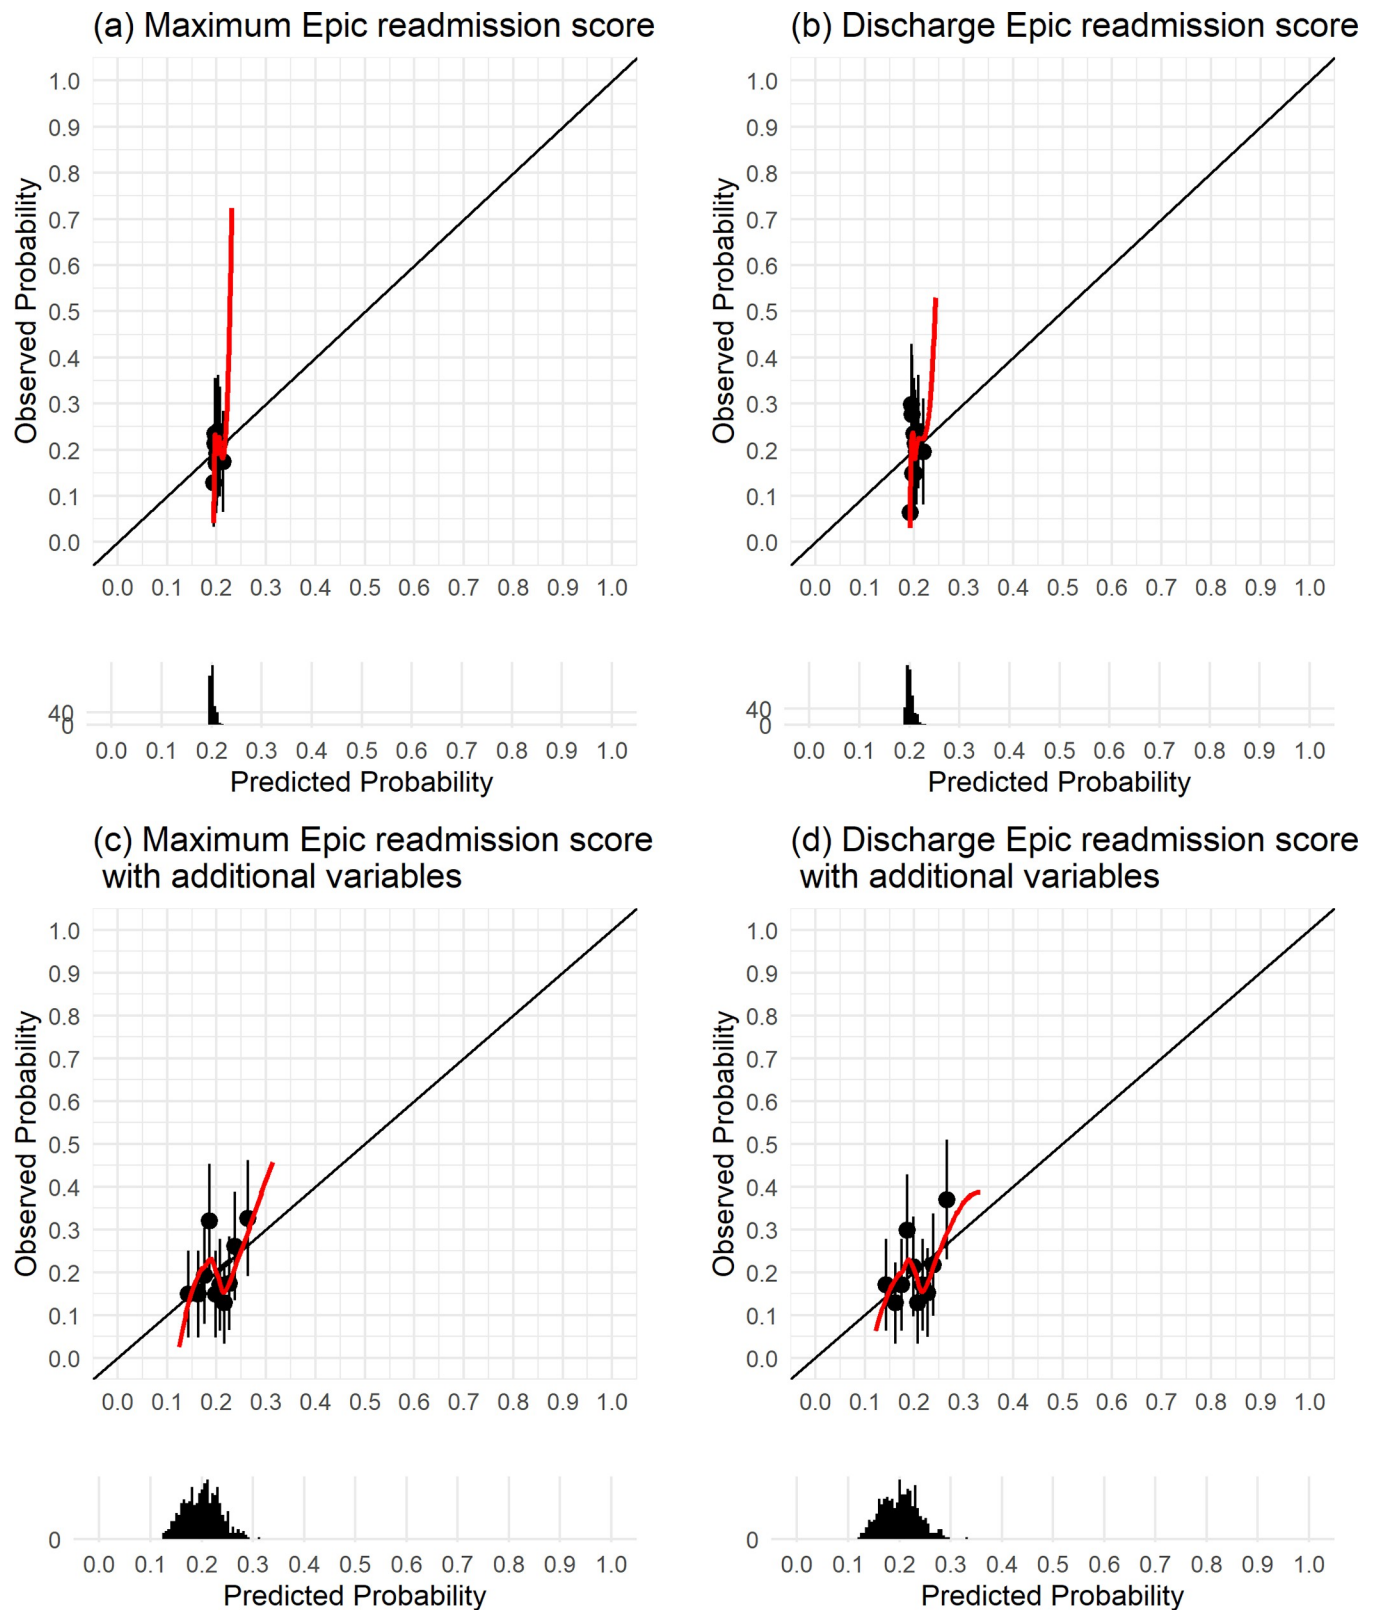 (a) Maximum Epic readmission score
1.0
0.9
0.8
0.7
0.6
0.5
0.4
0.3
0.2
0.1
0.0
Observed Probability
0.0 0.1 0.2 0.3 0.4 0.5 0.6 0.7 0.8 0.9 1.0
40
0
0.0 0.1 0.2 0.3 0.4 0.5 0.6 0.7 0.8 0.9 1.0
Predicted Probability
(b) Discharge Epic readmission score
1.0
0.9
0.8
0.7
0.6
0.5
0.4
0.3
0.2
0.1
0.0
Observed Probability
0.0 0.1 0.2 0.3 0.4 0.5 0.6 0.7 0.8 0.9 1.0
40
0
0.0 0.1 0.2 0.3 0.4 0.5 0.6 0.7 0.8 0.9 1.0
Predicted Probability
(c) Maximum Epic readmission score
with additional variables
1.0
0.9
0.8
0.7
0.6
0.5
0.4
0.3
0.2
0.1
0.0
Observed Probability
0.0 0.1 0.2 0.3 0.4 0.5 0.6 0.7 0.8 0.9 1.0
0
0.0 0.1 0.2 0.3 0.4 0.5 0.6 0.7 0.8 0.9 1.0
Predicted Probability
(d) Discharge Epic readmission score
with additional variables
1.0
0.9
0.8
0.7
0.6
0.5
0.4
0.3
0.2
0.1
0.0
Observed Probability
0.0 0.1 0.2 0.3 0.4 0.5 0.6 0.7 0.8 0.9 1.0
0
0.0 0.1 0.2 0.3 0.4 0.5 0.6 0.7 0.8 0.9 1.0
Predicted Probability